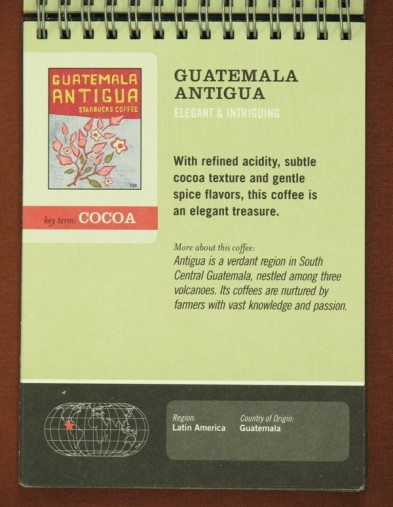 GUATEMALA
ANTIGUA
STARBUCKS COFFEE
TM
key term: COCOA
GUATEMALA
ANTIGUA
ELEGANT & INTRIGUING
With refined acidity, subtle
cocoa texture and gentle
spice flavors, this coffee is
an elegant treasure.
More about this coffee:
Antigua is a verdant region in South
Central Guatemala, nestled among three
volcanoes. Its coffees are nurtured by
farmers with vast knowledge and passion.
Region:
Latin America
Country of Origin:
Guatemala